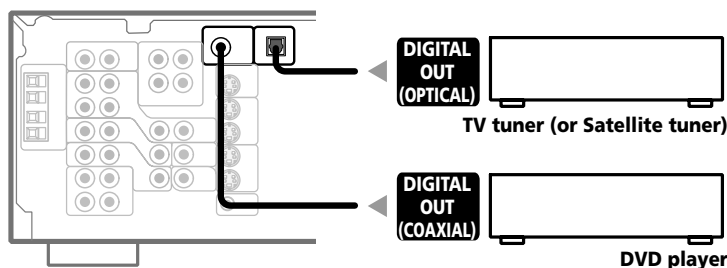 DIGITAL
OUT
(OPTICAL)
TV tuner (or Satellite tuner)
DIGITAL
OUT
(COAXIAL)
DVD player